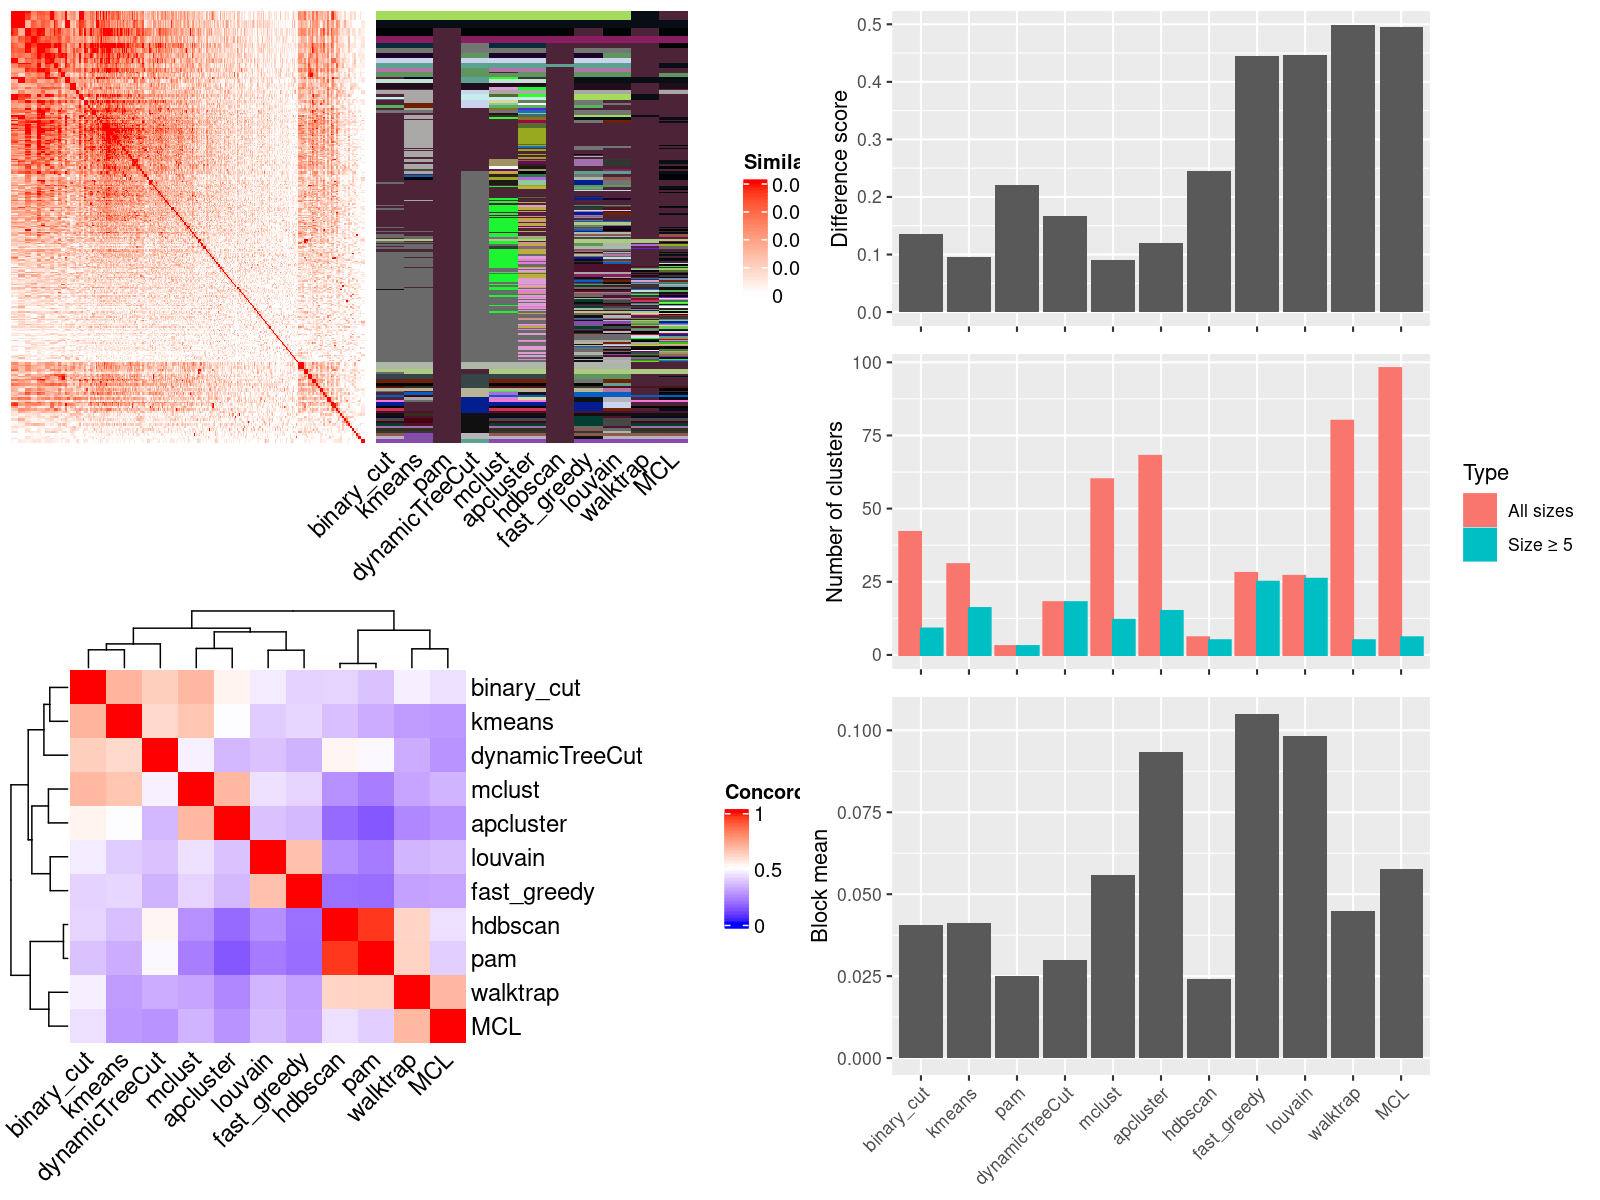 Simila
0.0
0.0
0.0
0.0
0
binary_cut
kmeans
pam
dynamicTreeCut
mclust
apcluster
hdbscan
fast_greedy
louvain
walktrap
MCL
Difference score
0.5
0.4
0.3
0.2
0.1
0.0
Number of clusters
100
75
50
25
0
Type
All sizes
Size ≥ 5
binary_cut
kmeans
dynamicTreeCut
mclust
apcluster
louvain
fast_greedy
hdbscan
pam
walktrap
MCL
binary_cut
kmeans
dynamicTreeCut
mclust
apcluster
louvain
fast_greedy
hdbscan
pam
walktrap
MCL
Concord
1
0.5
0
Block mean
0.100
0.075
0.050
0.025
0.000
binary_cut
kmeans
pam
dynamicTreeCut
mclust
apcluster
hdbscan
fast_greedy
louvain
walktrap
MCL